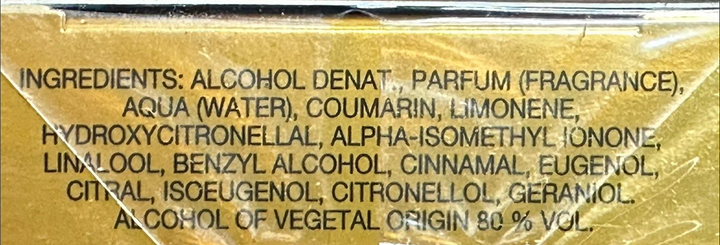 INGREDIENTS: ALCOHOL DENAT., PARFUM (FRAGRANCE),
AQUA (WATER), COUMARIN, LIMONENE,
HYDROXYCITRONELLAL, ALPHA-ISOMETHYL IONONE,
LINALOOL, BENZYL ALCOHOL, CINNAMAL, EUGENOL,
CITRAL, ISOEUGENOL, CITRONELLOL, GERANIOL.
ALCOHOL OF VEGETAL ORIGIN 80 % VOL.